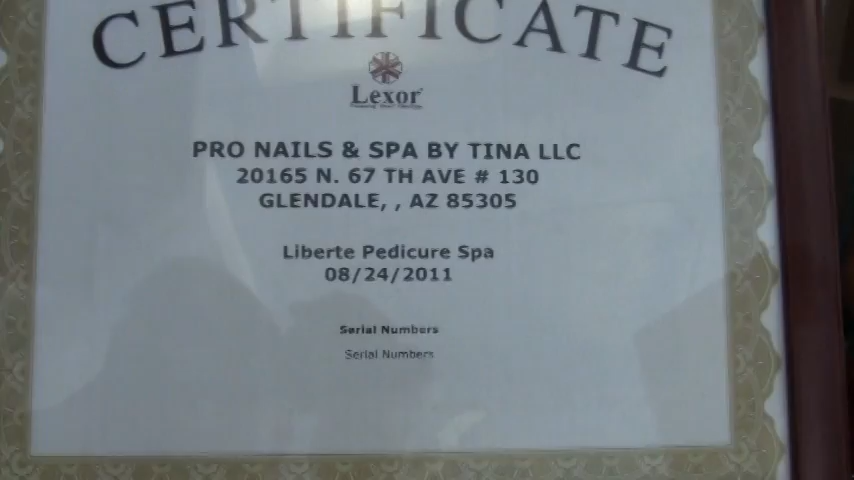 CERTIFICATE
Lexor
PRO NAILS & SPA BY TINA LLC
20165 N. 67 TH AVE # 130
GLENDALE, , AZ 85305
Liberte Pedicure Spa
08/24/2011
Serial Numbers
Serial Numbers